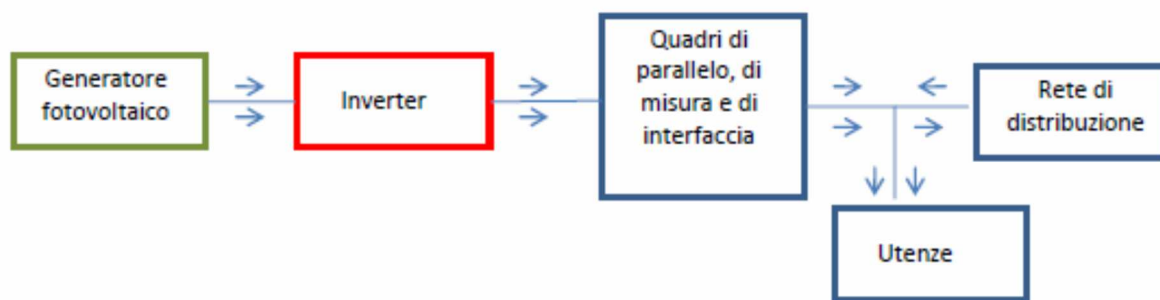 Generatore
fotovoltaico
Inverter
Quadri di
parallelo, di
misura e di
interfaccia
Rete di
distribuzione
Utenze